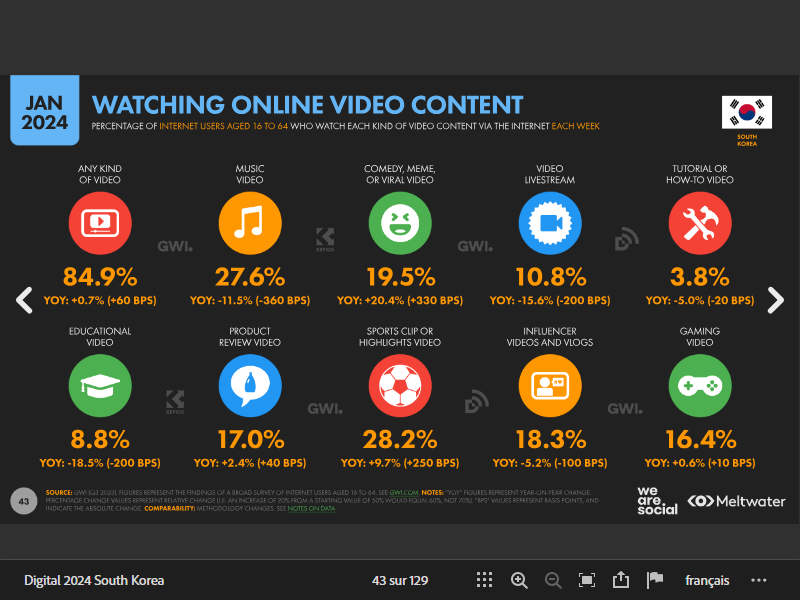 JAN
2024
WATCHING ONLINE VIDEO CONTENT
PERCENTAGE OF INTERNET USERS AGED 16 TO 64 WHO WATCH EACH KIND OF VIDEO CONTENT VIA THE INTERNET EACH WEEK
SOUTH
KOREA
ANY KIND
OF VIDEO
MUSIC
VIDEO
COMEDY, MEME,
OR VIRAL VIDEO
VIDEO
LIVESTREAM
TUTORIAL OR
HOW-TO VIDEO
GWI.
KEPIOS
GWI.
84.9%
27.6%
19.5%
10.8%
3.8%
YOY: +0.7% (+60 BPS)
YOY: -11.5% (-360 BPS)
YOY: +20.4% (+330 BPS)
YOY: -15.6% (-200 BPS)
YOY: -5.0% (-20 BPS)
EDUCATIONAL
VIDEO
PRODUCT
REVIEW VIDEO
SPORTS CLIP OR
HIGHLIGHTS VIDEO
INFLUENCER
VIDEOS AND VLOGS
GAMING
VIDEO
KEPIOS
GWI.
GWI.
8.8%
17.0%
28.2%
18.3%
16.4%
YOY: -18.5% (-200 BPS)
YOY: +2.4% (+40 BPS)
YOY: +9.7% (+250 BPS)
YOY: -5.2% (-100 BPS)
YOY: +0.6% (+10 BPS)
43
SOURCE: GWI (Q3 2023). FIGURES REPRESENT THE FINDINGS OF A BROAD SURVEY OF INTERNET USERS AGED 16 TO 64. SEE GWI.COM. NOTES: "YOY" FIGURES REPRESENT YEAR-ON-YEAR CHANGE.
PERCENTAGE CHANGE VALUES REPRESENT RELATIVE CHANGE (I.E. AN INCREASE OF 20% FROM A STARTING VALUE OF 50% WOULD EQUAL 60%, NOT 70%). "BPS" VALUES REPRESENT BASIS POINTS, AND
INDICATE THE ABSOLUTE CHANGE. COMPARABILITY: METHODOLOGY CHANGES. SEE NOTES ON DATA.
we
are.
social
Meltwater
Digital 2024 South Korea
43 sur 129
français